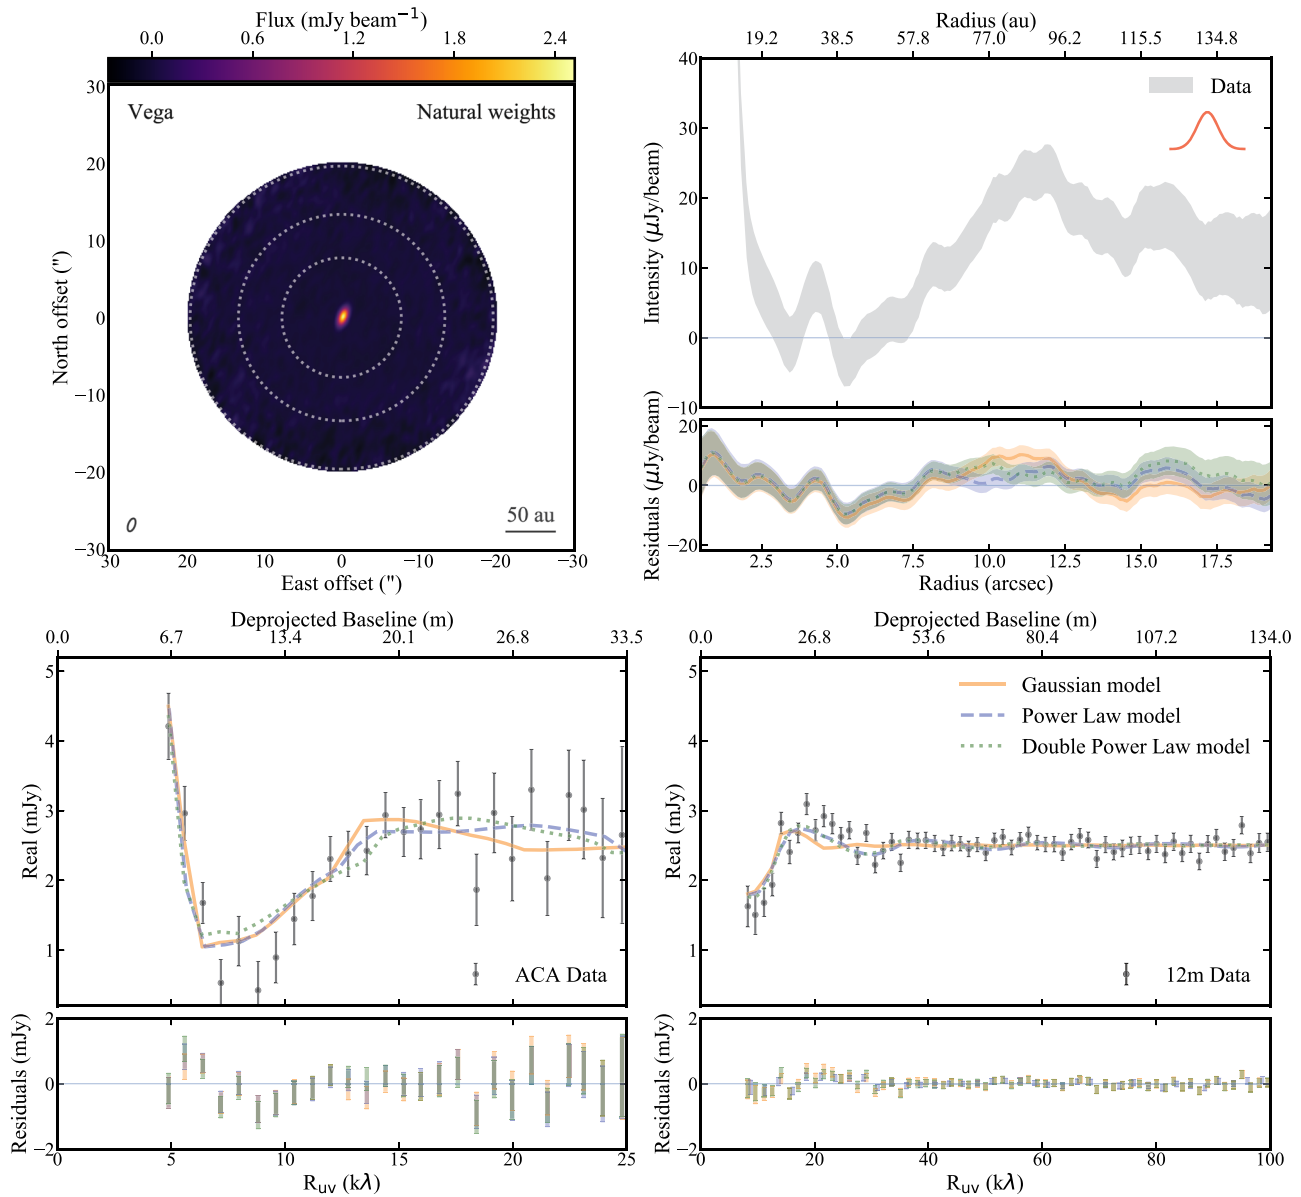 Flux (mJy beam−1)
0.0 0.6 1.2 1.8 2.4
Vega
Natural weights
North offset (")
30
20
10
0
−10
−20
−30
50 au
30 20 10 0 −10 −20 −30
East offset (")
Radius (au)
19.2 38.5 57.8 77.0 96.2 115.5 134.8
Intensity (μJy/beam)
40
30
20
10
0
−10
Data
Residuals (μJy/beam)
20
0
−20
2.5 5.0 7.5 10.0 12.5 15.0 17.5
Radius (arcsec)
Deprojected Baseline (m)
0.0 6.7 13.4 20.1 26.8 33.5
Real (mJy)
5
4
3
2
1
ACA Data
Residuals (mJy)
2
0
−2
0 5 10 15 20 25
Ruv (kλ)
Deprojected Baseline (m)
0.0 26.8 53.6 80.4 107.2 134.0
Real (mJy)
5
4
3
2
1
Gaussian model
Power Law model
Double Power Law model
12m Data
Residuals (mJy)
2
0
−2
0 20 40 60 80 100
Ruv (kλ)